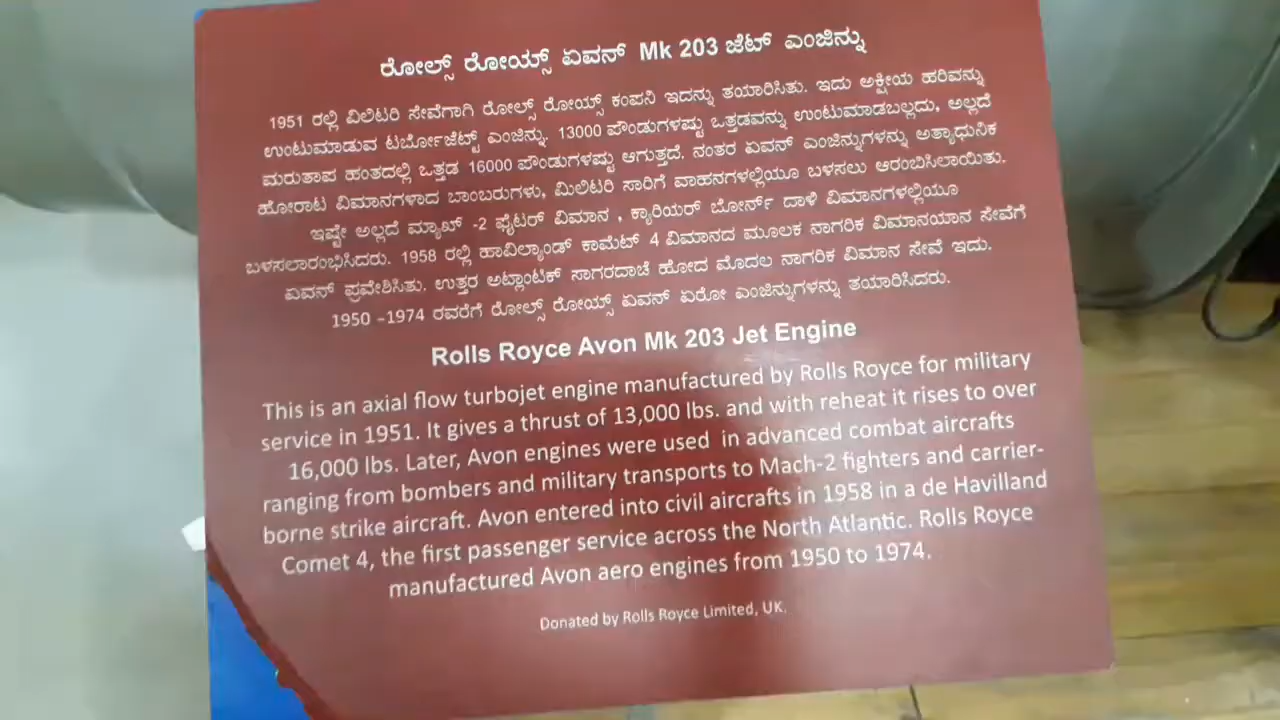 ರೋಲ್ಸ್ ರೋಯ್ಸ್ ಏವನ್ Mk 203 ಜೆಟ್ ಎಂಜಿನ್ನು
1951 ರಲ್ಲಿ ಮಿಲಿಟರಿ ಸೇವೆಗಾಗಿ ರೋಲ್ಸ್ ರೋಯ್ಸ್ ಕಂಪನಿ ಇದನ್ನು ತಯಾರಿಸಿತು. ಇದು ಅಕ್ಷೀಯ ಹರಿವನ್ನು
ಉಂಟುಮಾಡುವ ಟರ್ಬೋಜೆಟ್ಟ್ ಎಂಜಿನ್ನು. 13000 ಪೌಂಡುಗಳಷ್ಟು ಒತ್ತಡವನ್ನು ಉಂಟುಮಾಡಬಲ್ಲದು, ಅಲ್ಲದೆ
ಮರುತಾಪ ಹಂತದಲ್ಲಿ ಒತ್ತಡ 16000 ಪೌಂಡುಗಳಷ್ಟು ಆಗುತ್ತದೆ. ನಂತರ ಏವನ್ ಎಂಜಿನ್ನುಗಳನ್ನು ಅತ್ಯಾಧುನಿಕ
ಹೋರಾಟ ವಿಮಾನಗಳಾದ ಬಾಂಬರುಗಳು, ಮಿಲಿಟರಿ ಸಾರಿಗೆ ವಾಹನಗಳಲ್ಲಿಯೂ ಬಳಸಲು ಆರಂಬಿಸಿಲಾಯಿತು.
ಇಷ್ಟೇ ಅಲ್ಲದೆ ಮ್ಯಾಖ್ -2 ಫೈಟರ್ ವಿಮಾನ , ಕ್ಯಾರಿಯರ್ ಬೋರ್ನ್ ದಾಳಿ ವಿಮಾನಗಳಲ್ಲಿಯೂ
ಬಳಸಲಾರಂಭಿಸಿದರು. 1958 ರಲ್ಲಿ ಹಾವಿಲ್ಯಾಂಡ್ ಕಾಮೆಟ್ 4 ವಿಮಾನದ ಮೂಲಕ ನಾಗರಿಕ ವಿಮಾನಯಾನ ಸೇವೆಗೆ
ಏವನ್ ಪ್ರವೇಶಿಸಿತು. ಉತ್ತರ ಅಟ್ಲಾಂಟಿಕ್ ಸಾಗರದಾಚೆ ಹೋದ ಮೊದಲ ನಾಗರಿಕ ವಿಮಾನ ಸೇವೆ ಇದು.
1950 -1974 ರವರೆಗೆ ರೋಲ್ಸ್ ರೋಯ್ಸ್ ಏವನ್ ಏರೋ ಎಂಜಿನ್ನುಗಳನ್ನು ತಯಾರಿಸಿದರು.
Rolls Royce Avon Mk 203 Jet Engine
This is an axial flow turbojet engine manufactured by Rolls Royce for military
service in 1951. It gives a thrust of 13,000 lbs. and with reheat it rises to over
16,000 lbs. Later, Avon engines were used in advanced combat aircrafts
ranging from bombers and military transports to Mach-2 fighters and carrier-
borne strike aircraft. Avon entered into civil aircrafts in 1958 in a de Havilland
Comet 4, the first passenger service across the North Atlantic. Rolls Royce
manufactured Avon aero engines from 1950 to 1974.
Donated by Rolls Royce Limited, UK.